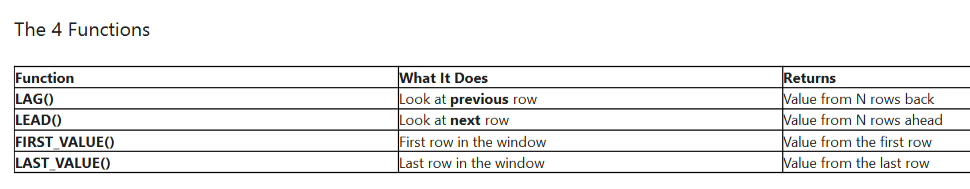 The 4 Functions
Function What It Does Returns
LAG() Look at previous row Value from N rows back
LEAD() Look at next row Value from N rows ahead
FIRST_VALUE() First row in the window Value from the first row
LAST_VALUE() Last row in the window Value from the last row